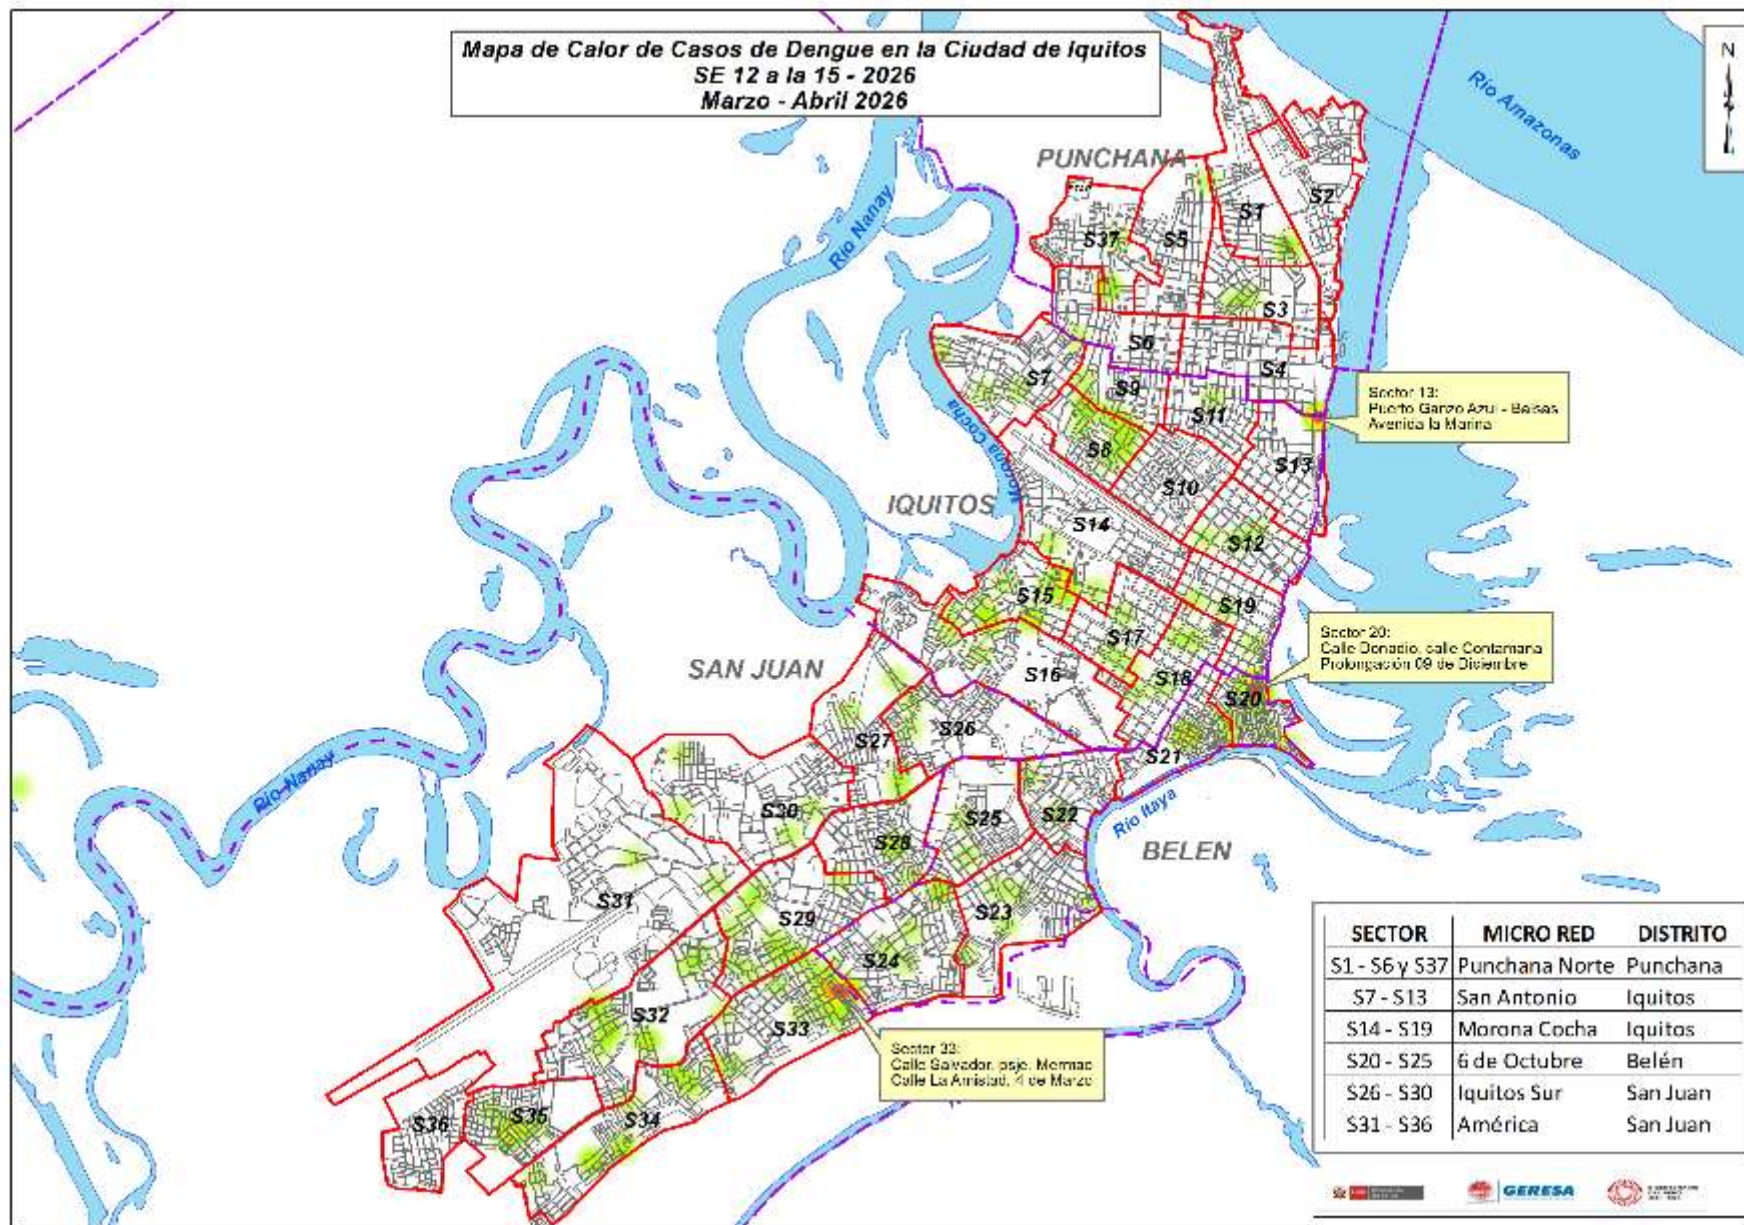 Mapa de Calor de Casos de Dengue en la Ciudad de Iquitos
SE 12 a la 15 - 2026
Marzo - Abril 2026
N
Río Amazonas
PUNCHANA
S2
S1
S37
S5
Río Nanay
S3
S6
S4
S7
S9
S11
Sector 13:
Puerto Ganzo Azul - Balsas
Avenida la Marina
Morona Cocha
S8
S13
S10
IQUITOS
S14
S12
S15
S19
S17
Sector 20:
Calle Donadio, calle Contamana
Prolongación 09 de Diciembre
SAN JUAN
S16
S18
S20
S26
S27
S21
Río Nanay
S30
S25
S22
Río Itaya
S28
BELEN
S31
S29
S23
S24
S32
S33
Sector 33:
Calle Salvador, psje. Mermao
Calle La Amistad, 4 de Marzo
S36
S35
S34
SECTOR MICRO RED DISTRITO
S1 - S6 y S37 Punchana Norte Punchana
S7 - S13 San Antonio Iquitos
S14 - S19 Morona Cocha Iquitos
S20 - S25 6 de Octubre Belén
S26 - S30 Iquitos Sur San Juan
S31 - S36 América San Juan
GERESA